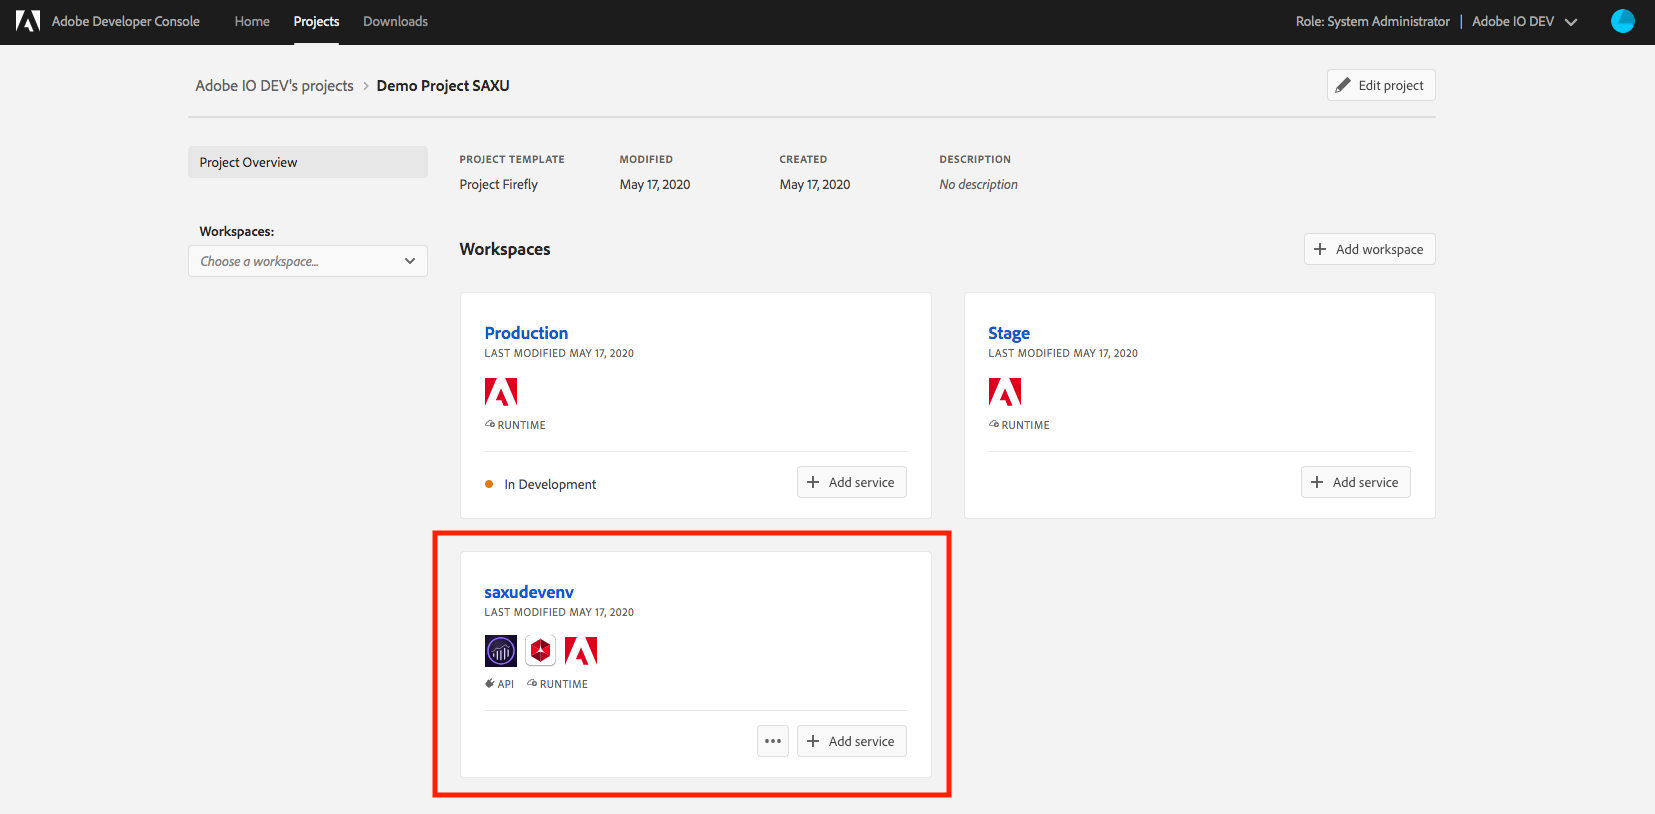 Adobe Developer Console Home Projects Downloads Role: System Administrator | Adobe IO DEV
Adobe IO DEV's projects > Demo Project SAXU Edit project
Project Overview
Workspaces:
Choose a workspace...
PROJECT TEMPLATE MODIFIED CREATED DESCRIPTION
Project Firefly May 17, 2020 May 17, 2020 No description
Workspaces + Add workspace
Production
LAST MODIFIED MAY 17, 2020
RUNTIME
In Development + Add service
Stage
LAST MODIFIED MAY 17, 2020
RUNTIME
+ Add service
saxudevenv
LAST MODIFIED MAY 17, 2020
API RUNTIME
... + Add service